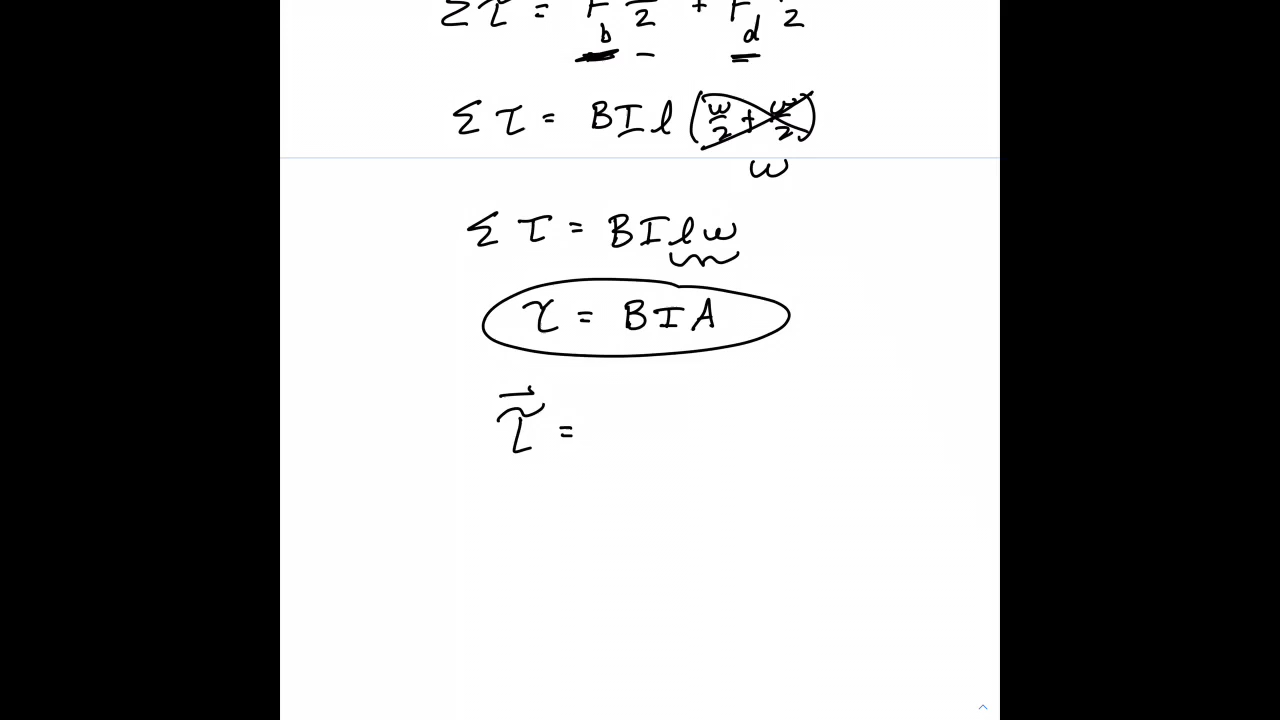 Στ = F_b w/2 + F_d w/2
Στ = BIl (w/2 + w/2)
w
Στ = BIlw
τ = BIA
τ⃗ =